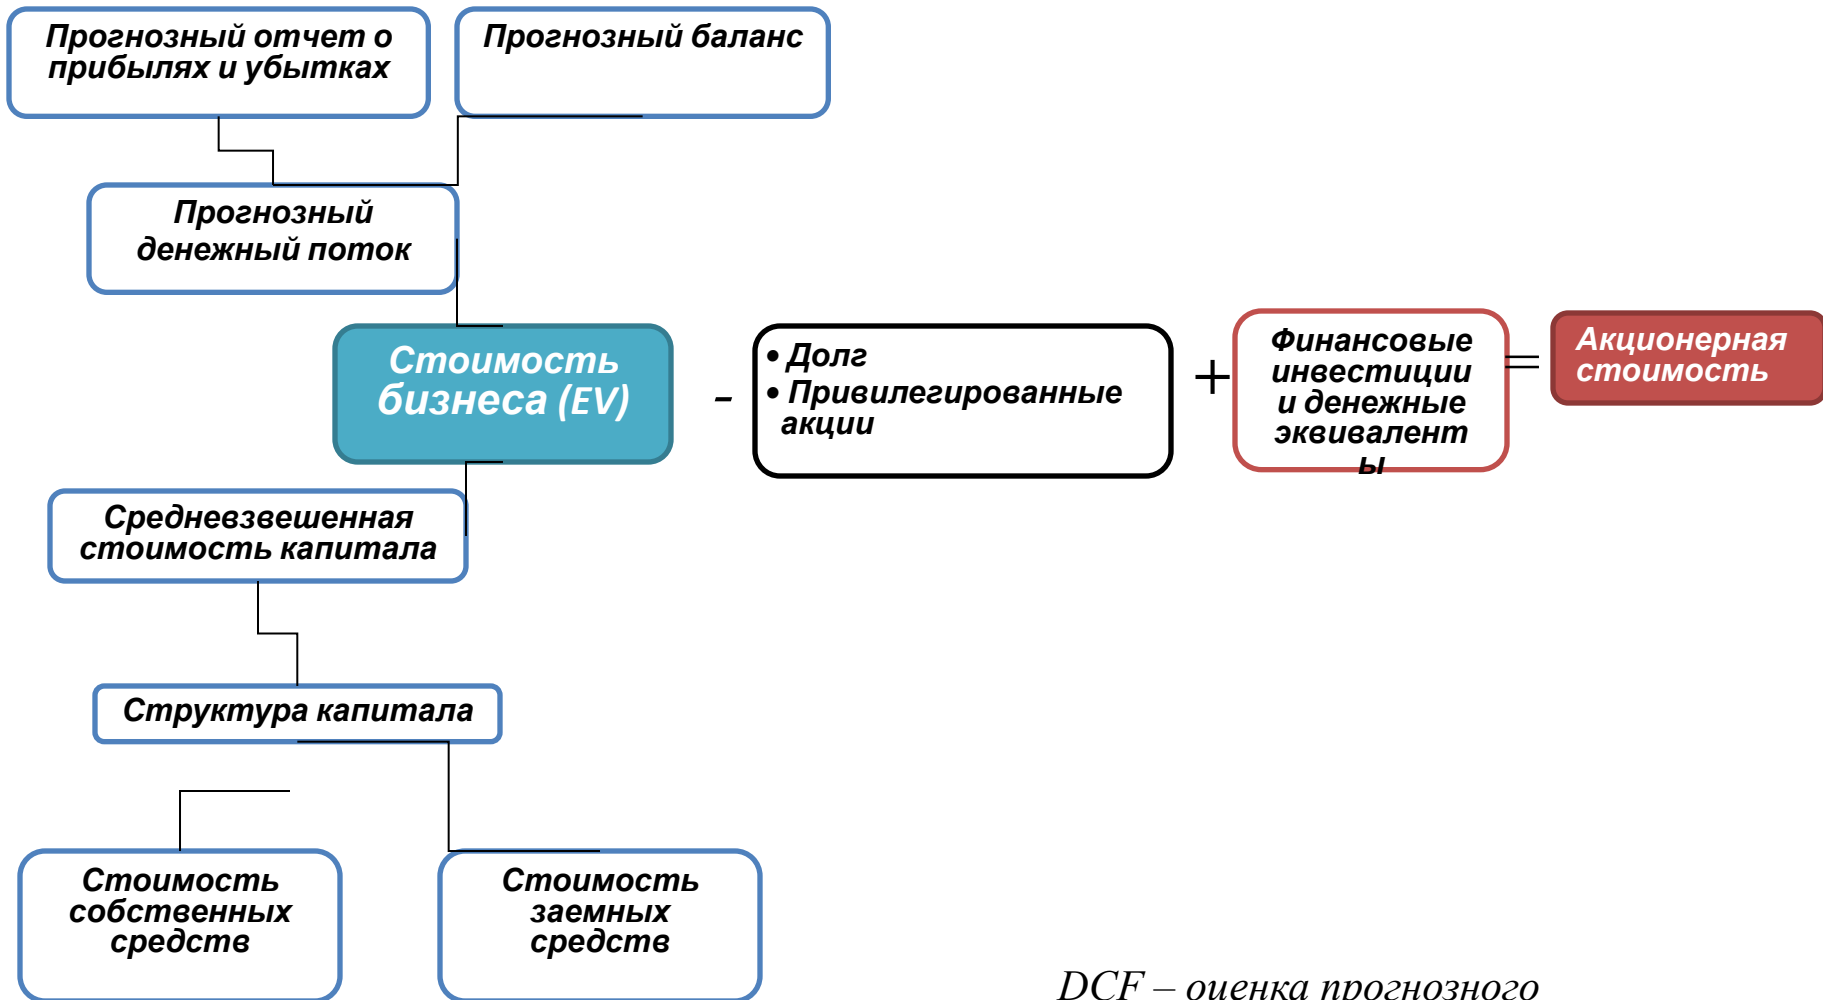 Прогнозный отчет о
прибылях и убытках
Прогнозный баланс
Прогнозный
денежный поток
Стоимость
бизнеса (EV)
-
• Долг
• Привилегированные
акции
+
Финансовые
инвестиции
и денежные
эквивалент
ы
=
Акционерная
стоимость
Средневзвешенная
стоимость капитала
Структура капитала
Стоимость
собственных
средств
Стоимость
заемных
средств
DCF – оценка прогнозного